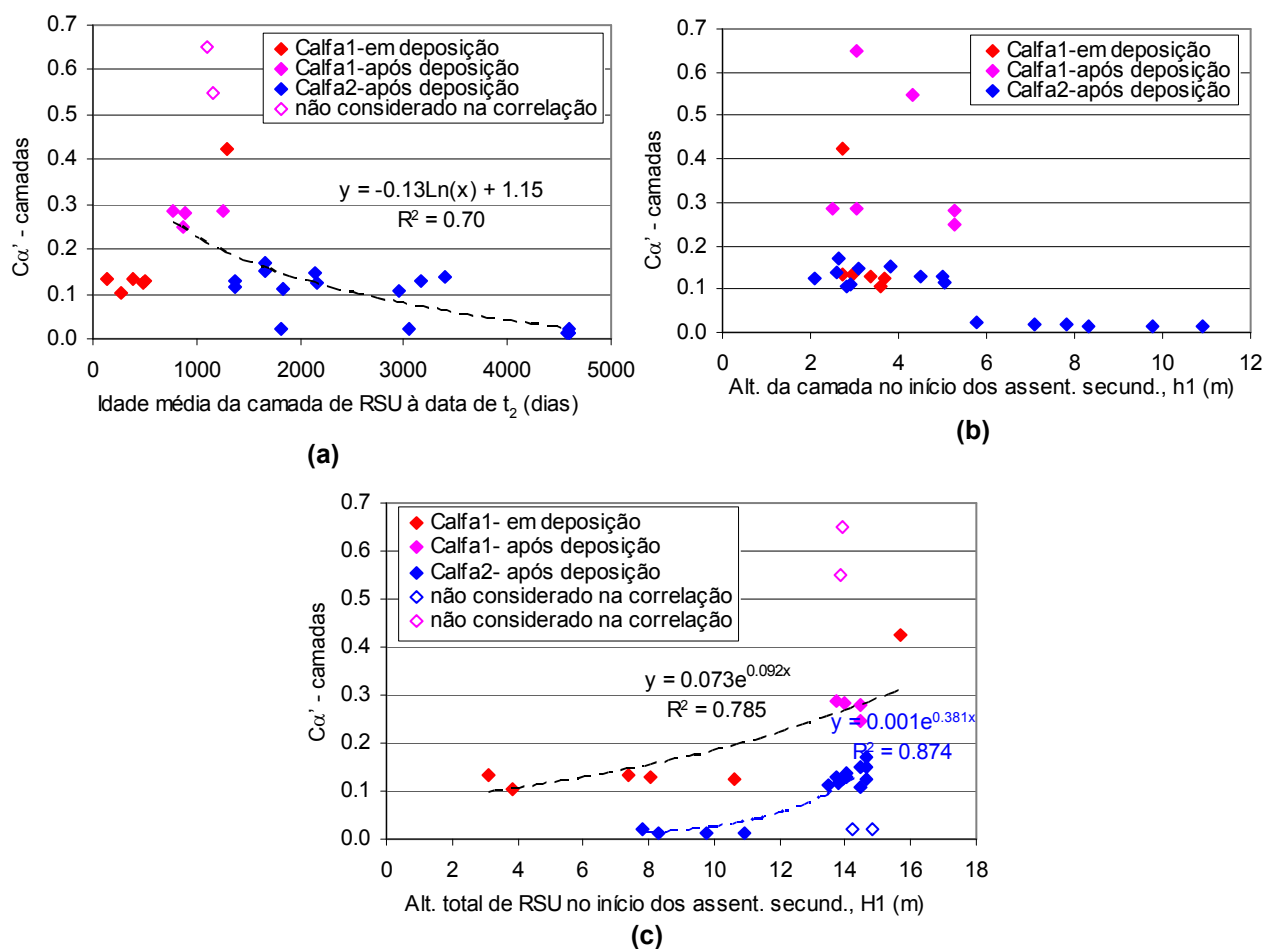 0.7
0.6
0.5
0.4
0.3
0.2
0.1
0.0
Cα' - camadas
Calfa1-em deposição
Calfa1-após deposição
Calfa2-após deposição
não considerado na correlação
y = -0.13Ln(x) + 1.15
R² = 0.70
0 1000 2000 3000 4000 5000
Idade média da camada de RSU à data de t₂ (dias)
(a)
0.7
0.6
0.5
0.4
0.3
0.2
0.1
0.0
Cα' - camadas
Calfa1-em deposição
Calfa1-após deposição
Calfa2-após deposição
0 2 4 6 8 10 12
Alt. da camada no início dos assent. secund., h1 (m)
(b)
0.7
0.6
0.5
0.4
0.3
0.2
0.1
0.0
Cα' - camadas
Calfa1- em deposição
Calfa1- após deposição
Calfa2- após deposição
não considerado na correlação
não considerado na correlação
y = 0.073e^0.092x
R² = 0.785
y = 0.001e^0.381x
R² = 0.874
0 2 4 6 8 10 12 14 16 18
Alt. total de RSU no início dos assent. secund., H1 (m)
(c)